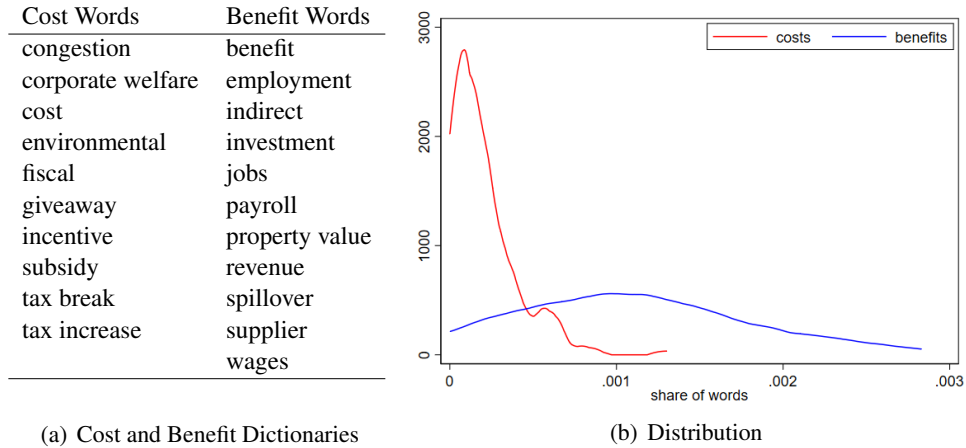 Cost Words Benefit Words
congestion benefit
corporate welfare employment
cost indirect
environmental investment
fiscal jobs
giveaway payroll
incentive property value
subsidy revenue
tax break spillover
tax increase supplier
wages
(a) Cost and Benefit Dictionaries
costs benefits
3000
2000
1000
0
0 .001 .002 .003
share of words
(b) Distribution